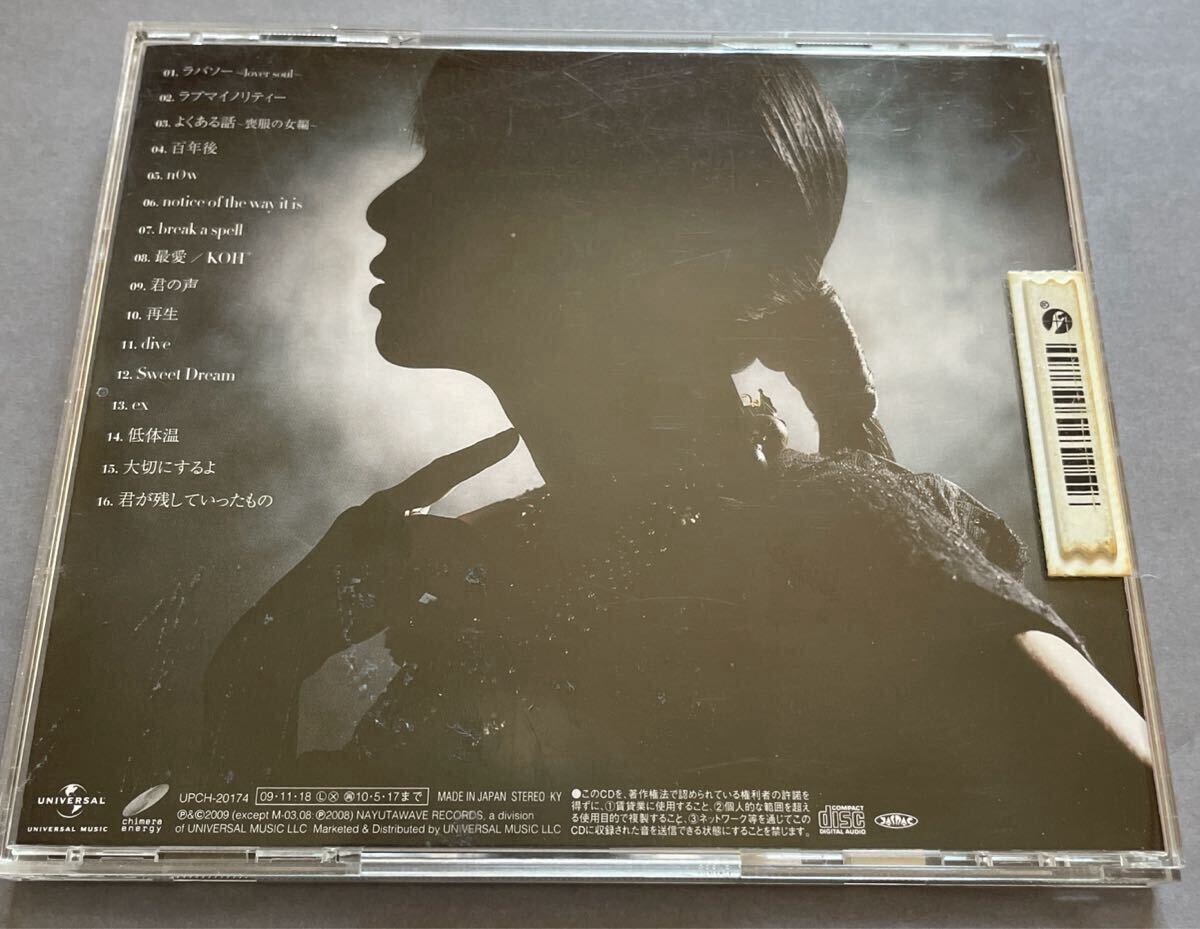 01. ラバソー ~lover soul~
02. ラブマイノリティー
03. よくある話~喪服の女編~
04. 百年後
05. nOw
06. notice of the way it is
07. break a spell
08. 最愛／KOH+
09. 君の声
10. 再生
11. dive
12. Sweet Dream
13. ex
14. 低体温
15. 大切にするよ
16. 君が残していったもの
UNIVERSAL
UNIVERSAL MUSIC
chimera
energy
UPCH-20174 09・11・18 Ⓛ Ⓧ ㊢10・5・17まで MADE IN JAPAN STEREO KY
Ⓟ&©2009 (except M-03,08 Ⓟ2008) NAYUTAWAVE RECORDS, a division
of UNIVERSAL MUSIC LLC Marketed & Distributed by UNIVERSAL MUSIC LLC
●このCDを、著作権法で認められている権利者の許諾を
得ずに、①賃貸業に使用すること、②個人的な範囲を超え
る使用目的で複製すること、③ネットワーク等を通じてこの
CDに収録された音を送信できる状態にすることを禁じます。
COMPACT
disc
DIGITAL AUDIO
JASRAC